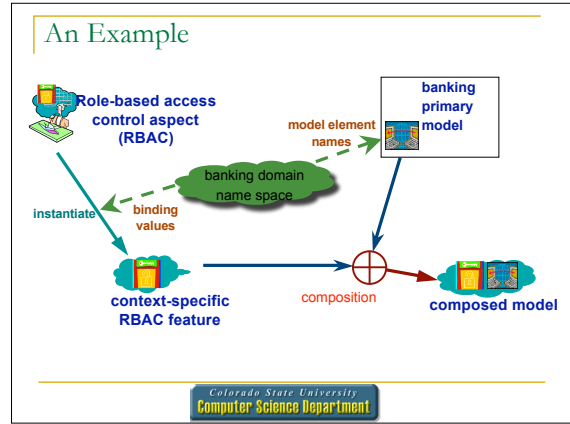 An Example
Role-based access
control aspect
(RBAC)
banking
primary
model
model element
names
banking domain
name space
instantiate
binding
values
context-specific
RBAC feature
composition
composed model
Colorado State University
Computer Science Department